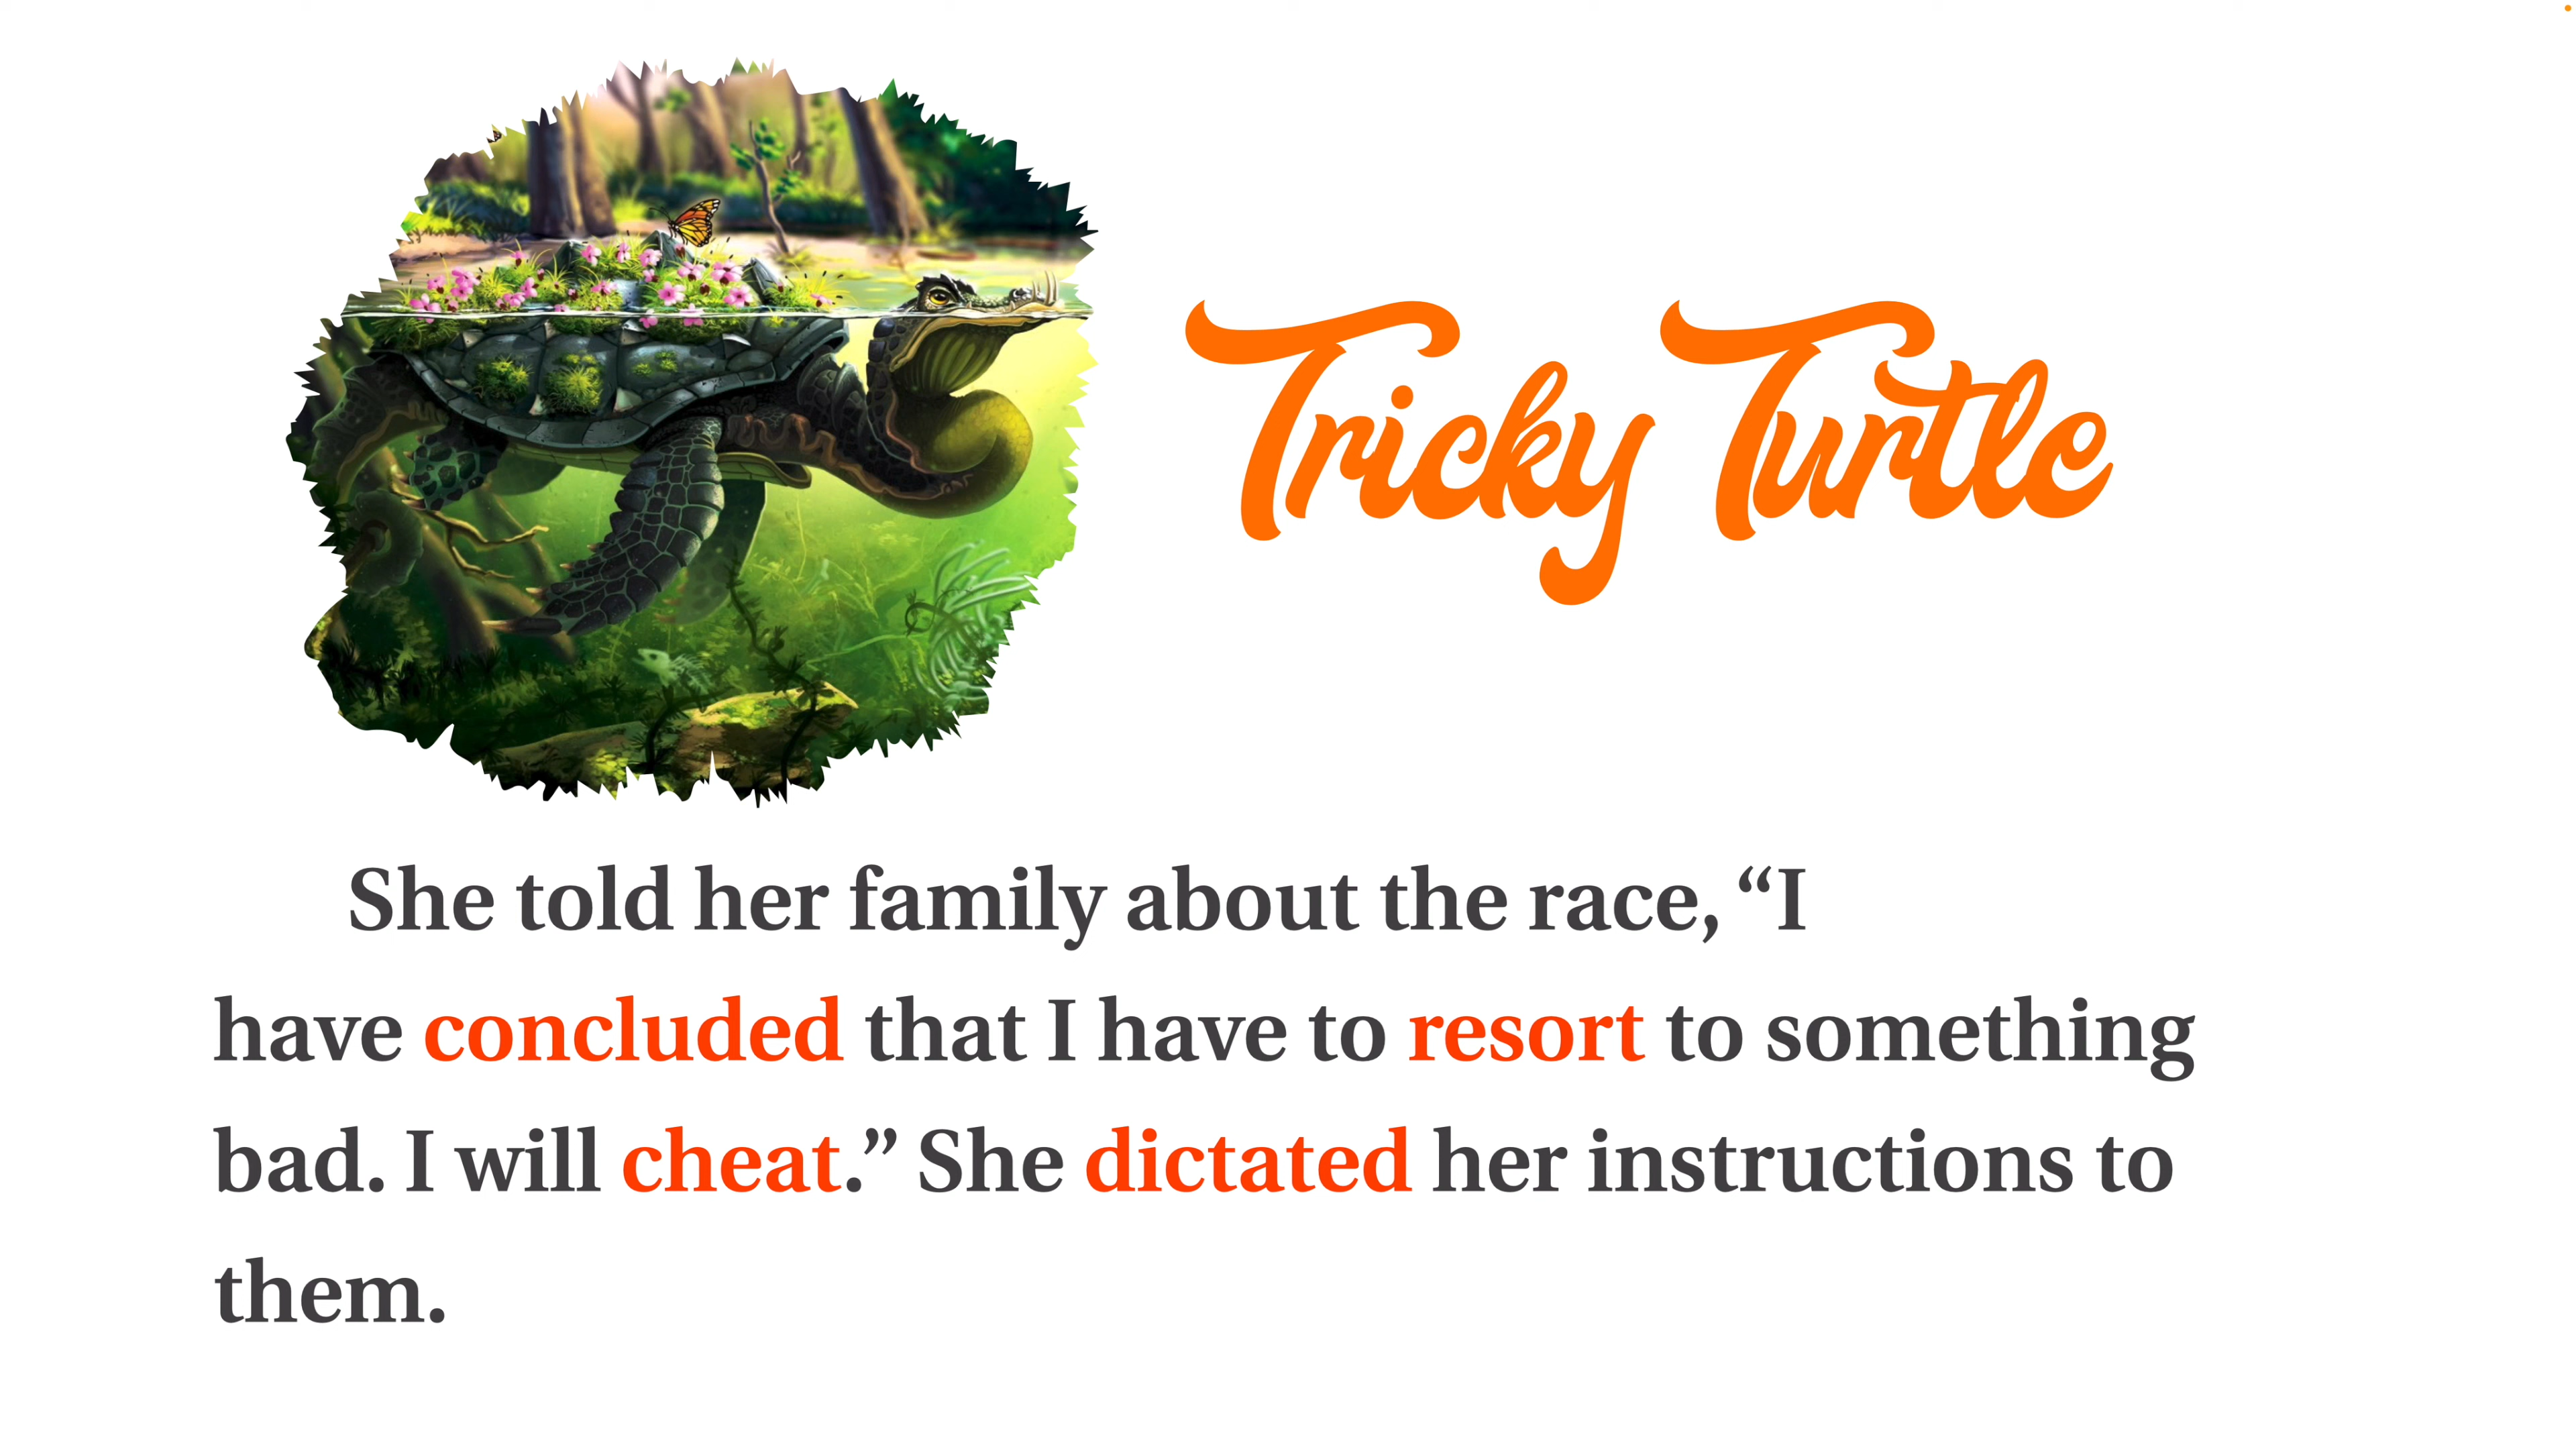 Tricky Turtle
She told her family about the race, “I
have concluded that I have to resort to something
bad. I will cheat.” She dictated her instructions to
them.